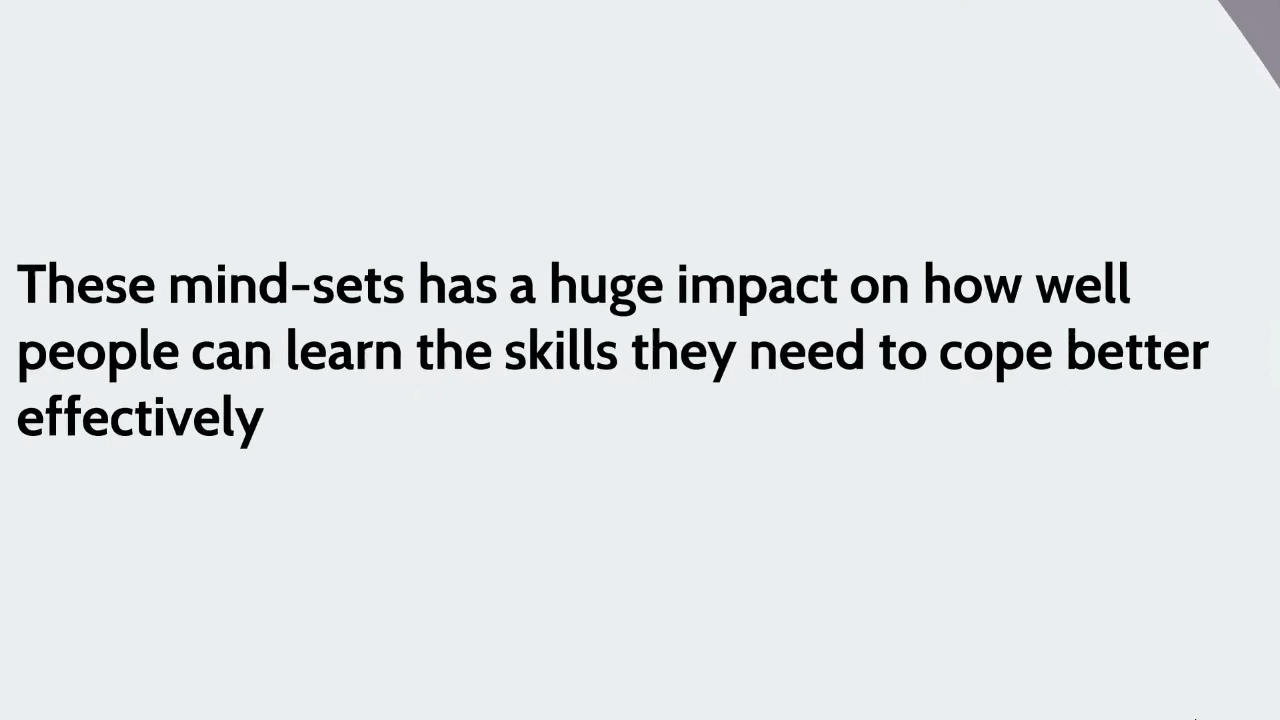 These mind-sets has a huge impact on how well
people can learn the skills they need to cope better
effectively